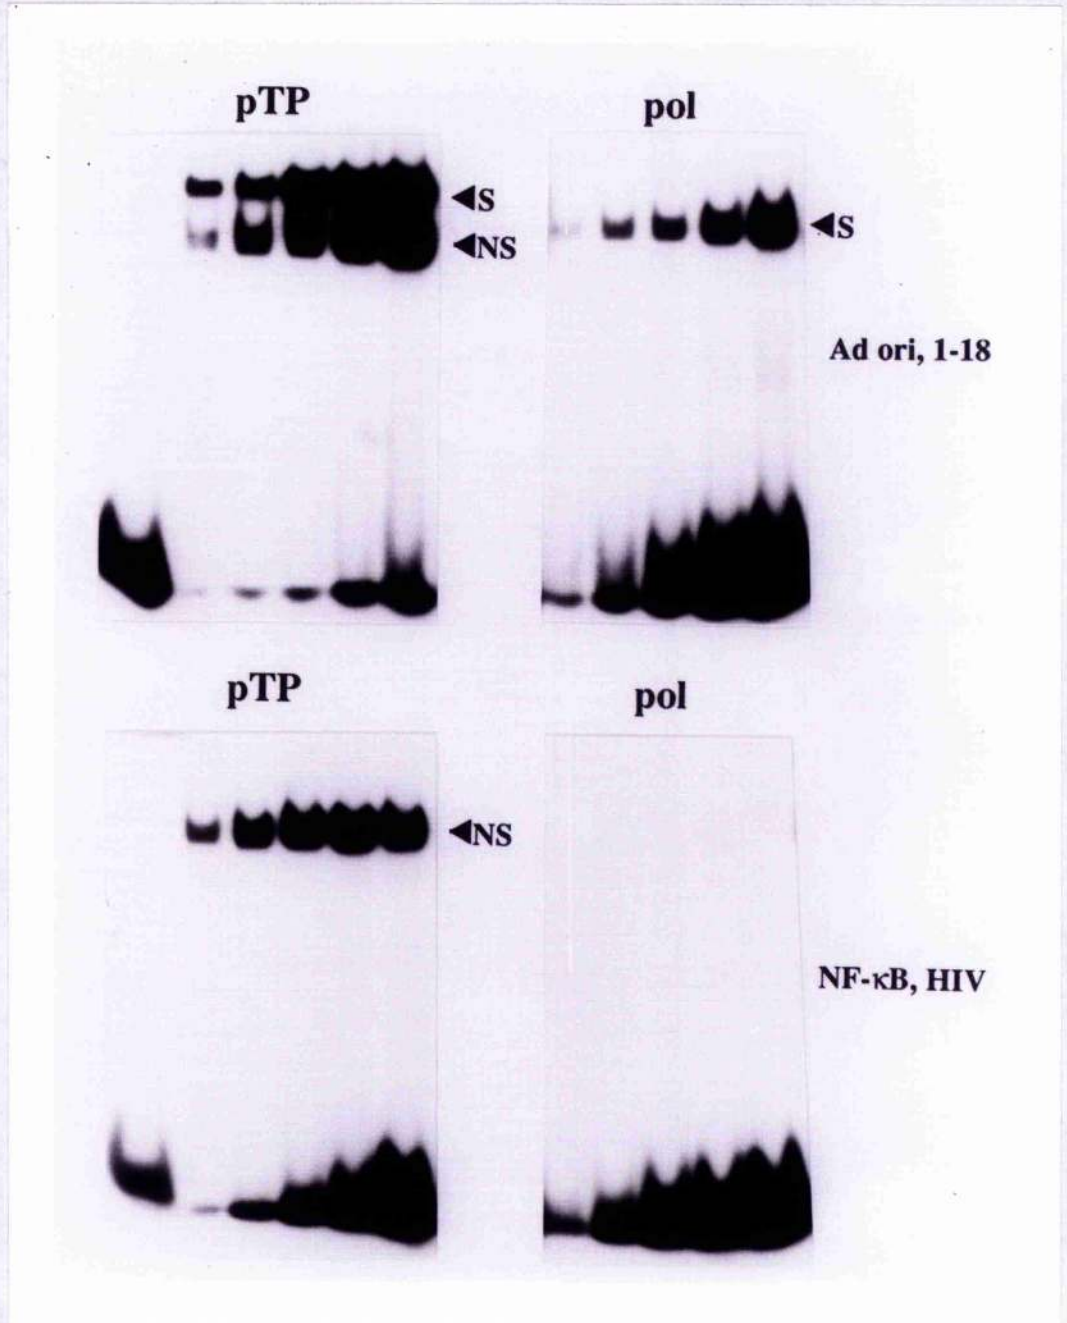 pTP
pol
◀S
◀NS
◀S
Ad ori, 1-18
pTP
pol
◀NS
NF-κB, HIV